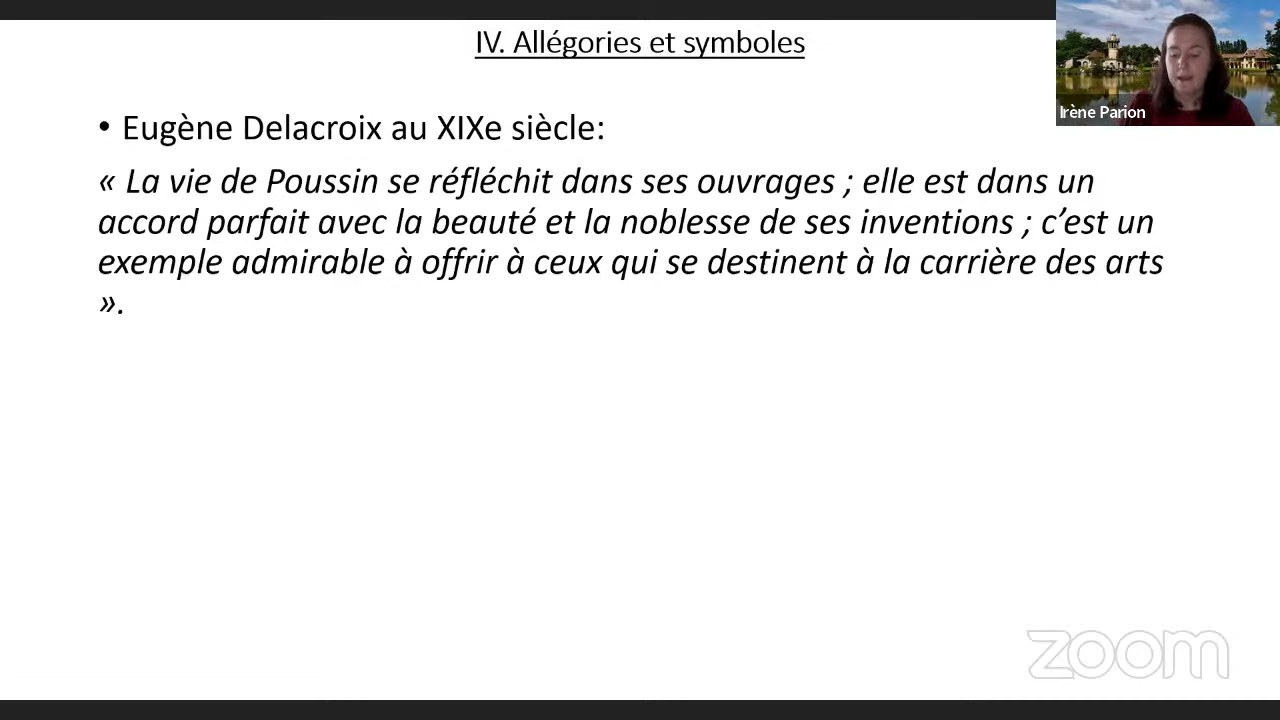 IV. Allégories et symboles
Irène Parion
• Eugène Delacroix au XIXe siècle:
« La vie de Poussin se réfléchit dans ses ouvrages ; elle est dans un
accord parfait avec la beauté et la noblesse de ses inventions ; c’est un
exemple admirable à offrir à ceux qui se destinent à la carrière des arts
».
zoom